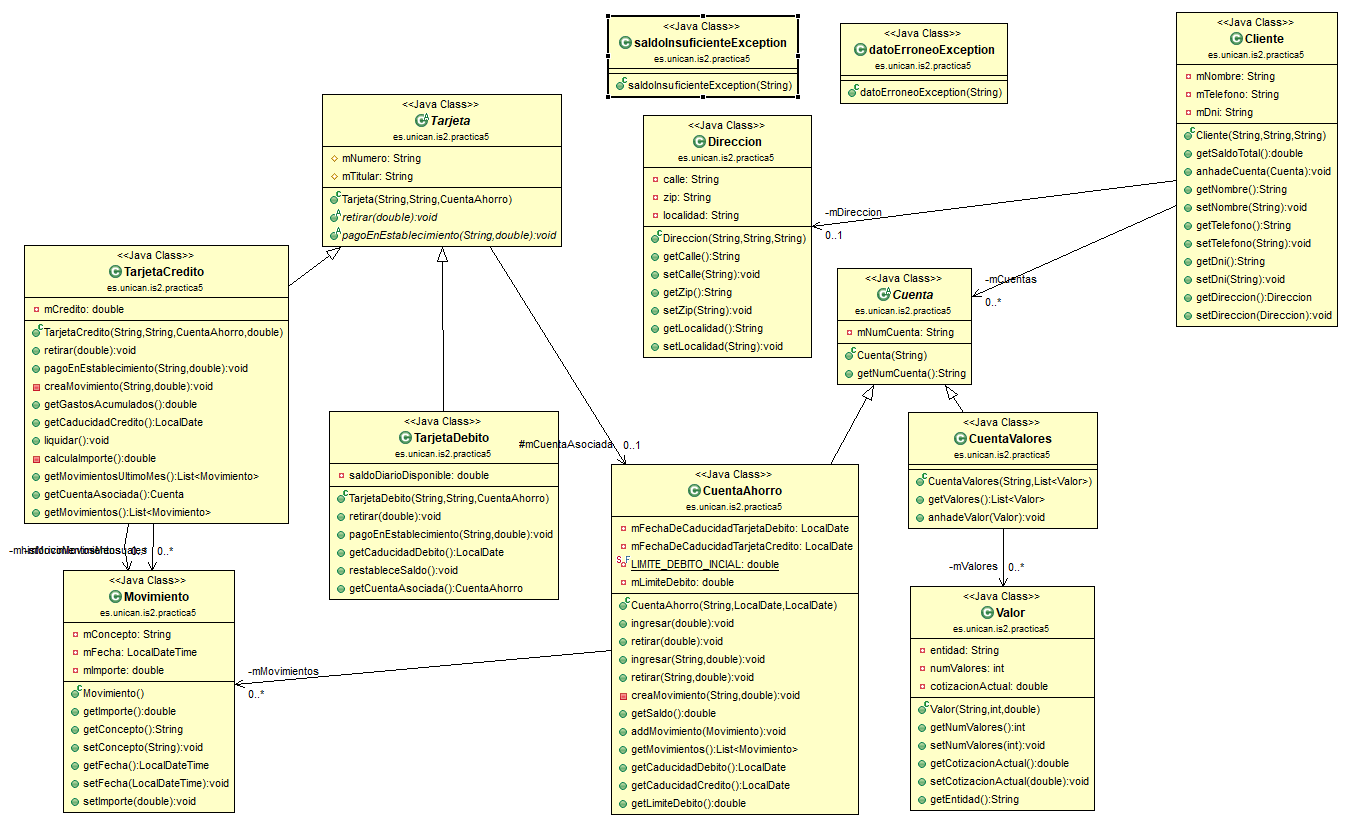 <<Java Class>>
saldoInsuficienteException
es.unican.is2.practica5
saldoInsuficienteException(String)
<<Java Class>>
datoErroneoException
es.unican.is2.practica5
datoErroneoException(String)
<<Java Class>>
Cliente
es.unican.is2.practica5
mNombre: String
mTelefono: String
mDni: String
Cliente(String,String,String)
getSaldoTotal():double
anhadeCuenta(Cuenta):void
getNombre():String
setNombre(String):void
getTelefono():String
setTelefono(String):void
getDni():String
setDni(String):void
getDireccion():Direccion
setDireccion(Direccion):void
<<Java Class>>
Tarjeta
es.unican.is2.practica5
mNumero: String
mTitular: String
Tarjeta(String,String,CuentaAhorro)
retirar(double):void
pagoEnEstablecimiento(String,double):void
<<Java Class>>
Direccion
es.unican.is2.practica5
calle: String
zip: String
localidad: String
Direccion(String,String,String)
getCalle():String
setCalle(String):void
getZip():String
setZip(String):void
getLocalidad():String
setLocalidad(String):void
-mDireccion
0..1
-mCuentas
0..*
<<Java Class>>
TarjetaCredito
es.unican.is2.practica5
mCredito: double
TarjetaCredito(String,String,CuentaAhorro,double)
retirar(double):void
pagoEnEstablecimiento(String,double):void
creaMovimiento(String,double):void
getGastosAcumulados():double
getCaducidadCredito():LocalDate
liquidar():void
calculaImporte():double
getMovimientosUltimoMes():List<Movimiento>
getCuentaAsociada():Cuenta
getMovimientos():List<Movimiento>
<<Java Class>>
Cuenta
es.unican.is2.practica5
mNumCuenta: String
Cuenta(String)
getNumCuenta():String
<<Java Class>>
TarjetaDebito
es.unican.is2.practica5
saldoDiarioDisponible: double
TarjetaDebito(String,String,CuentaAhorro)
retirar(double):void
pagoEnEstablecimiento(String,double):void
getCaducidadDebito():LocalDate
restableceSaldo():void
getCuentaAsociada():CuentaAhorro
#mCuentaAsociada
0..1
<<Java Class>>
CuentaValores
es.unican.is2.practica5
CuentaValores(String,List<Valor>)
getValores():List<Valor>
anhadeValor(Valor):void
<<Java Class>>
CuentaAhorro
es.unican.is2.practica5
mFechaDeCaducidadTarjetaDebito: LocalDate
mFechaDeCaducidadTarjetaCredito: LocalDate
LIMITE_DEBITO_INCIAL: double
mLimiteDebito: double
CuentaAhorro(String,LocalDate,LocalDate)
ingresar(double):void
retirar(double):void
ingresar(String,double):void
retirar(String,double):void
creaMovimiento(String,double):void
getSaldo():double
addMovimiento(Movimiento):void
getMovimientos():List<Movimiento>
getCaducidadDebito():LocalDate
getCaducidadCredito():LocalDate
getLimiteDebito():double
0..*
0..*
<<Java Class>>
Movimiento
es.unican.is2.practica5
mConcepto: String
mFecha: LocalDateTime
mImporte: double
Movimiento()
getImporte():double
getConcepto():String
setConcepto(String):void
getFecha():LocalDateTime
setFecha(LocalDateTime):void
setImporte(double):void
-mMovimientos
0..*
-mValores
0..*
<<Java Class>>
Valor
es.unican.is2.practica5
entidad: String
numValores: int
cotizacionActual: double
Valor(String,int,double)
getNumValores():int
setNumValores(int):void
getCotizacionActual():double
setCotizacionActual(double):void
getEntidad():String